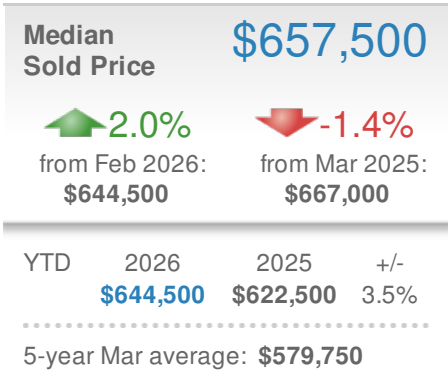 Median
Sold Price
$657,500
2.0%
from Feb 2026:
$644,500
-1.4%
from Mar 2025:
$667,000
YTD 2026 2025 +/-
$644,500 $622,500 3.5%
5-year Mar average: $579,750